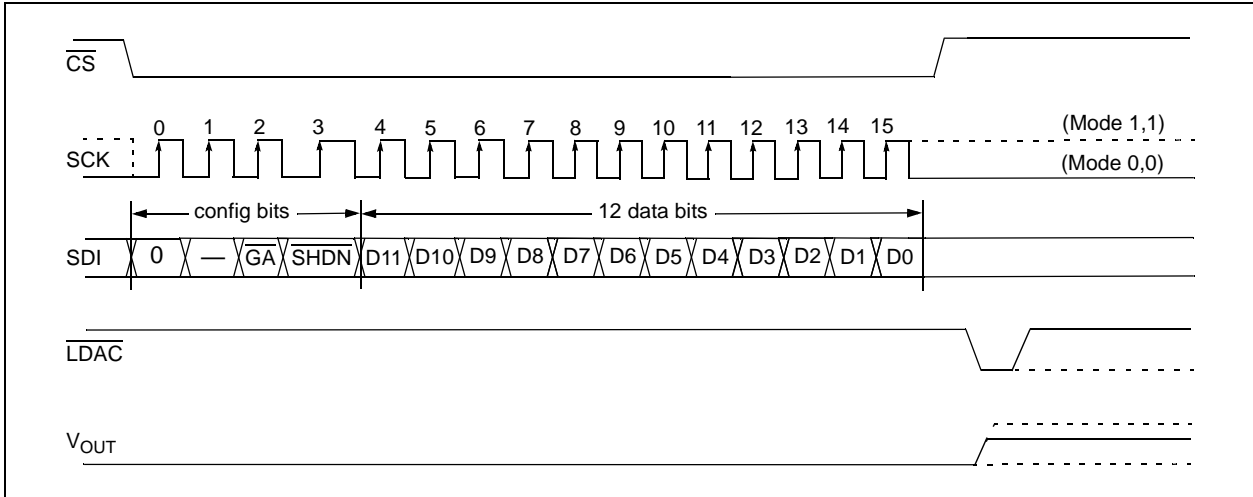 CS
0 1 2 3 4 5 6 7 8 9 10 11 12 13 14 15 (Mode 1,1)
SCK (Mode 0,0)
config bits 12 data bits
SDI 0 — GA SHDN D11 D10 D9 D8 D7 D6 D5 D4 D3 D2 D1 D0
LDAC
VOUT